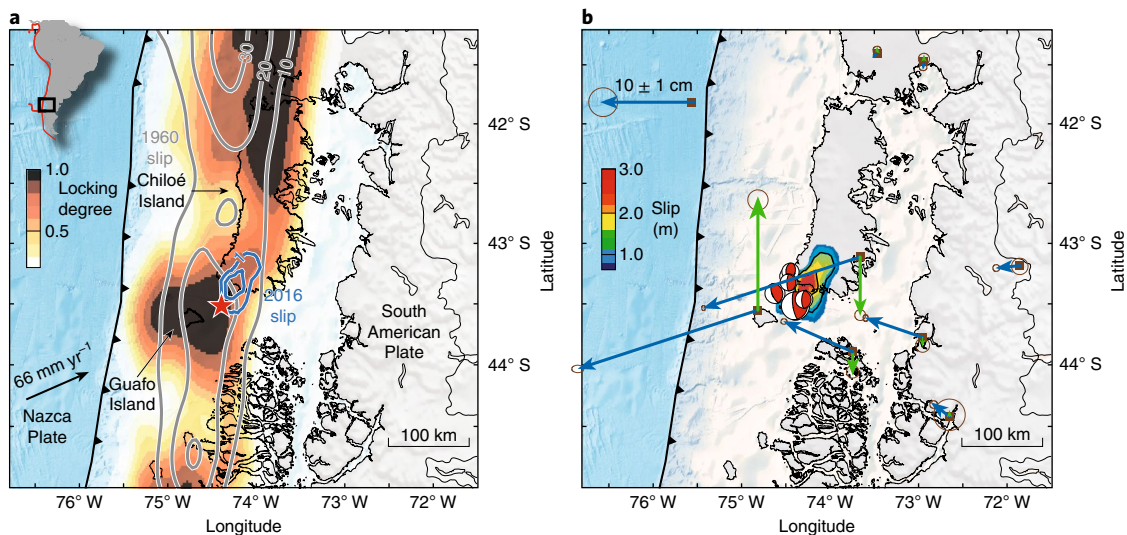 a
1960
slip
Chiloé
Island
30
20
10
1.0
Locking
degree
0.5
2016
slip
South
American
Plate
66 mm yr⁻¹
Guafo
Island
Nazca
Plate
100 km
42° S
43° S
44° S
Latitude
76° W
75° W
74° W
73° W
72° W
Longitude
b
10 ± 1 cm
3.0
2.0
Slip
(m)
1.0
100 km
42° S
43° S
44° S
Latitude
76° W
75° W
74° W
73° W
72° W
Longitude